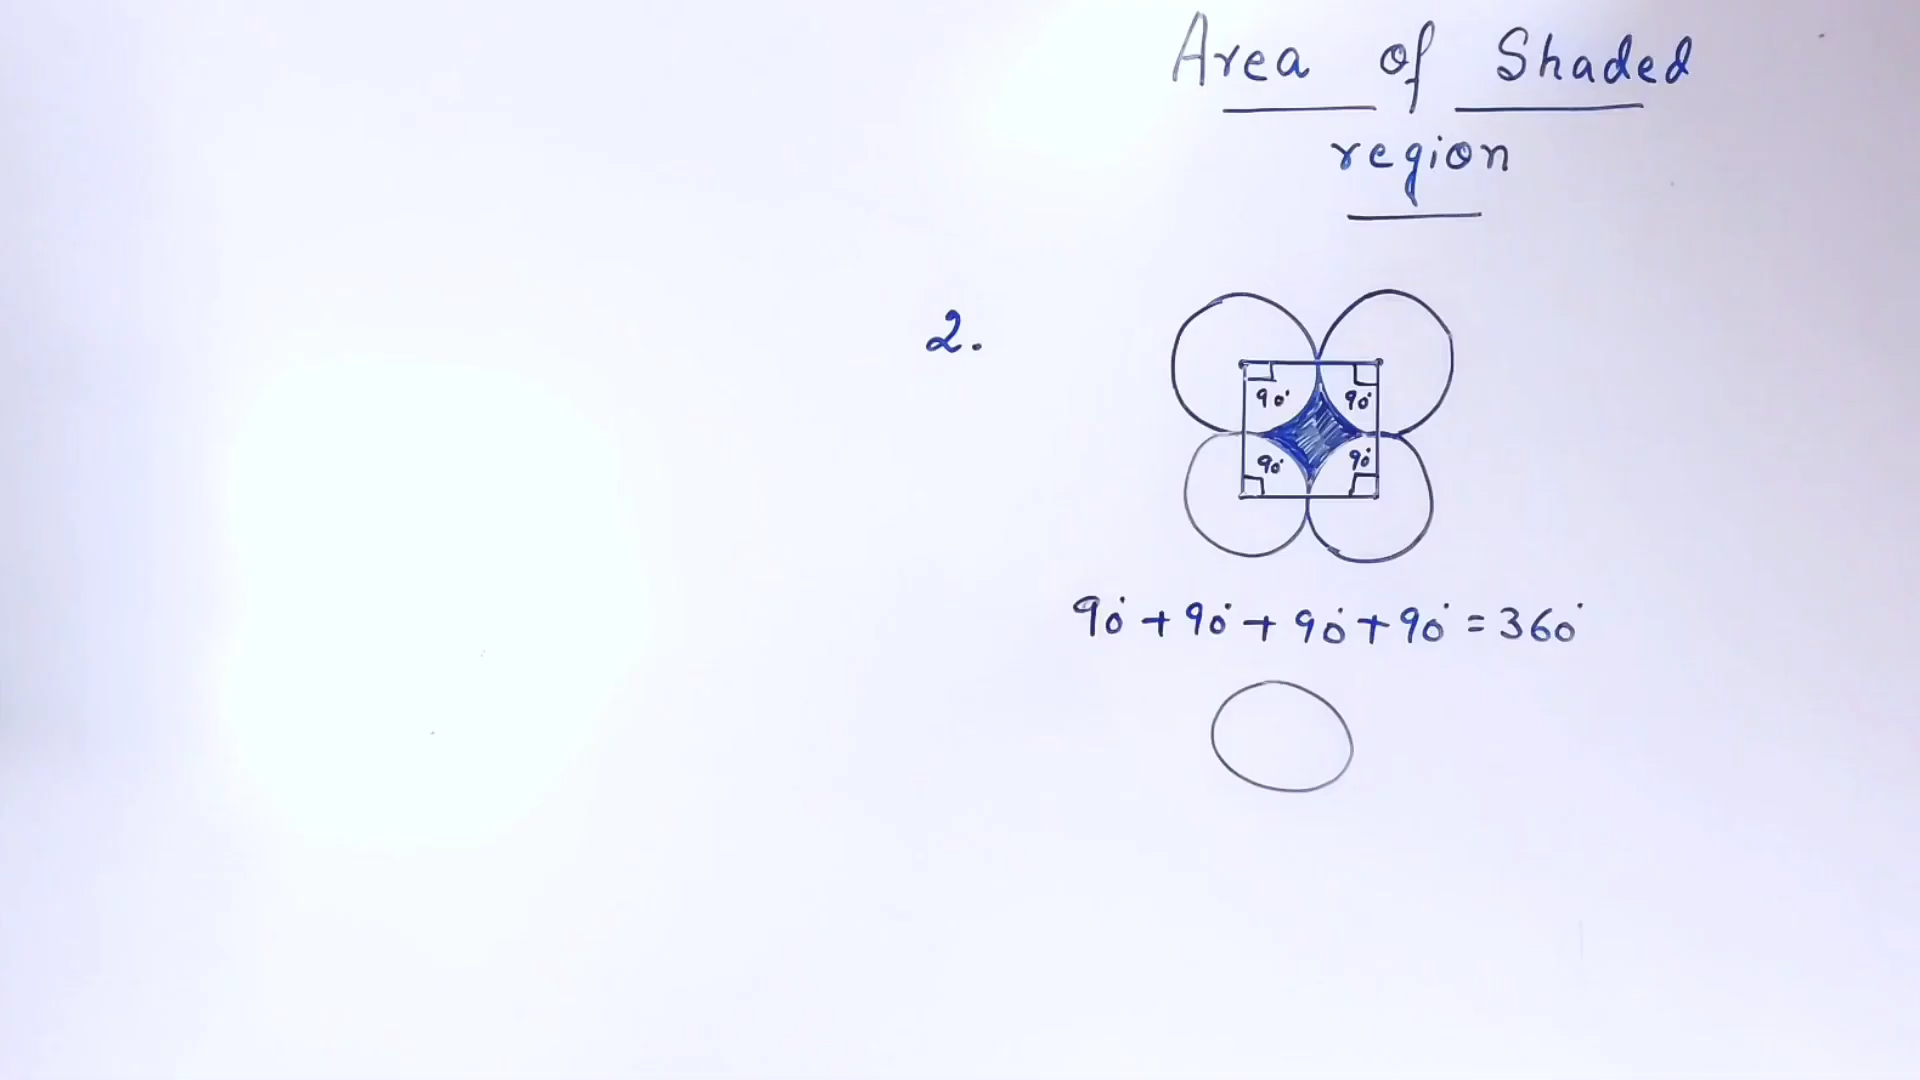 Area of Shaded
region
2.
90° 90°
90° 90°
90° + 90° + 90° + 90° = 360°